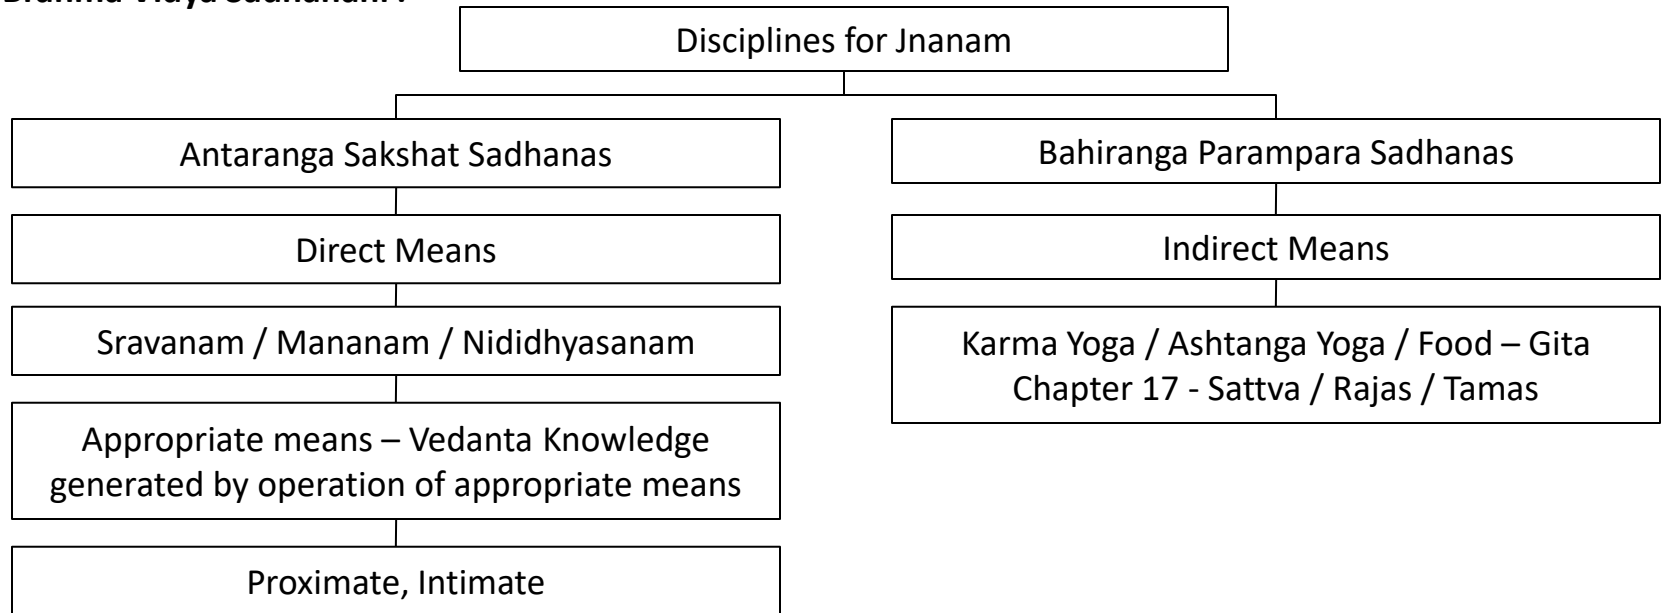 Disciplines for Jnanam
Antaranga Sakshat Sadhanas
Direct Means
Sravanam / Mananam / Nididhyasanam
Appropriate means – Vedanta Knowledge
generated by operation of appropriate means
Proximate, Intimate
Bahiranga Parampara Sadhanas
Indirect Means
Karma Yoga / Ashtanga Yoga / Food – Gita
Chapter 17 - Sattva / Rajas / Tamas